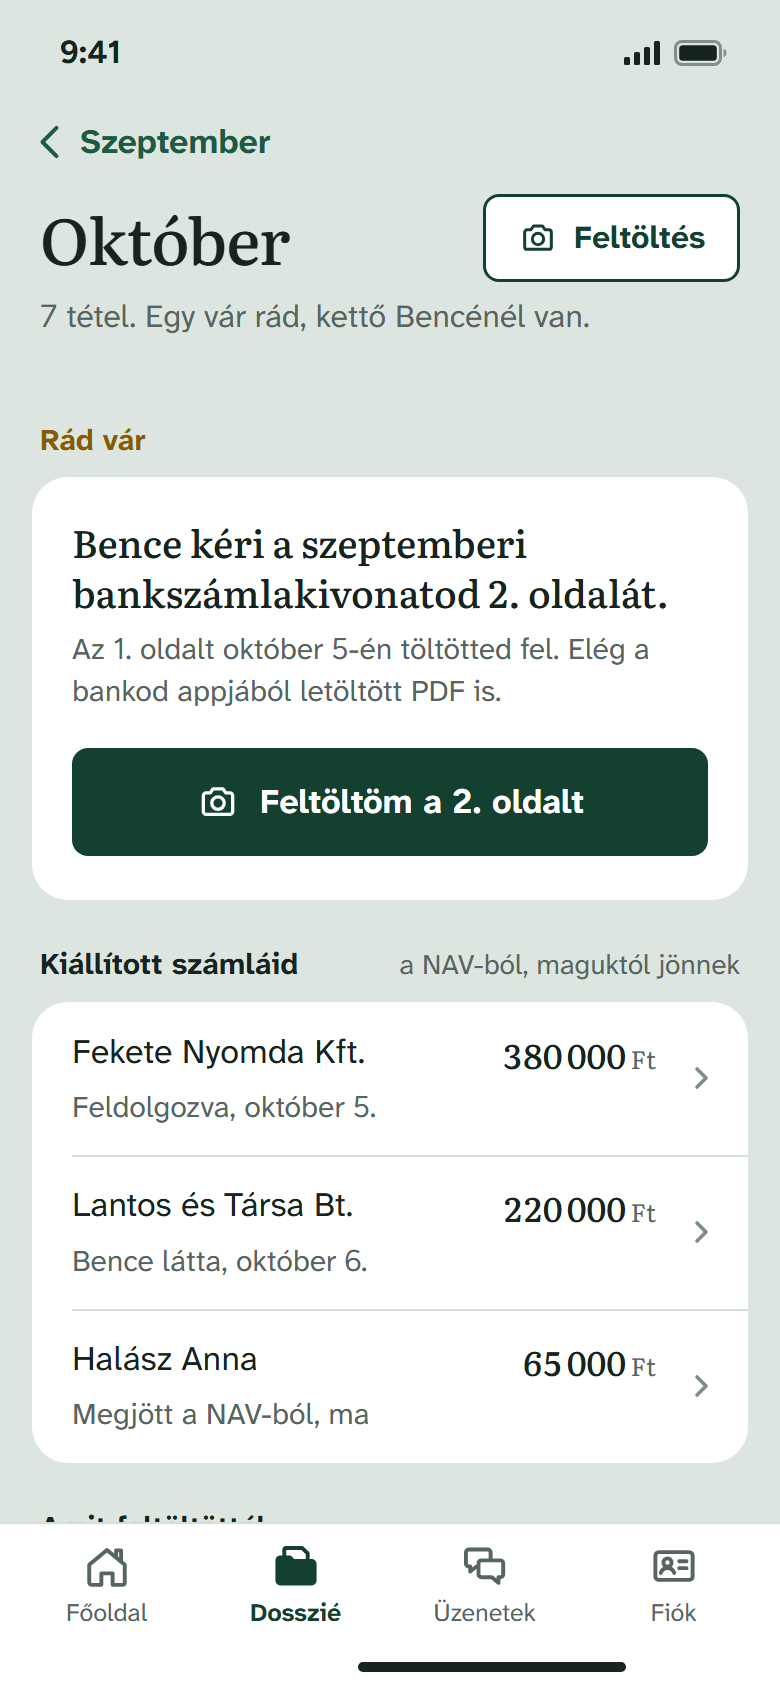 9:41
Szeptember
Október
Feltöltés
7 tétel. Egy vár rád, kettő Bencénél van.
Rád vár
Bence kéri a szeptemberi
bankszámlakivonatod 2. oldalát.
Az 1. oldalt október 5-én töltötted fel. Elég a
bankod appjából letöltött PDF is.
Feltöltöm a 2. oldalt
Kiállított számláid
a NAV-ból, maguktól jönnek
Fekete Nyomda Kft.
380 000 Ft
Feldolgozva, október 5.
Lantos és Társa Bt.
220 000 Ft
Bence látta, október 6.
Halász Anna
65 000 Ft
Megjött a NAV-ból, ma
Főoldal
Dosszié
Üzenetek
Fiók